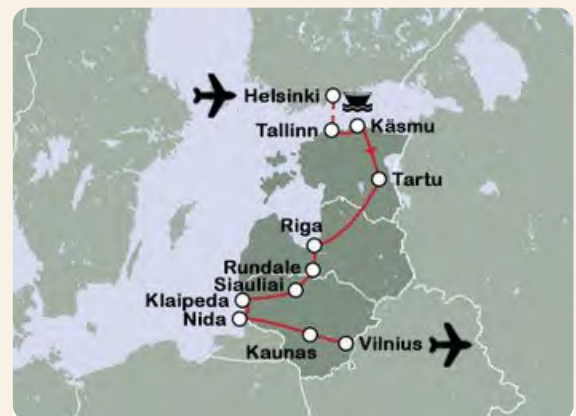 Helsinki
Tallinn
Käsmu
Tartu
Riga
Rundale
Siauliai
Klaipeda
Nida
Kaunas
Vilnius